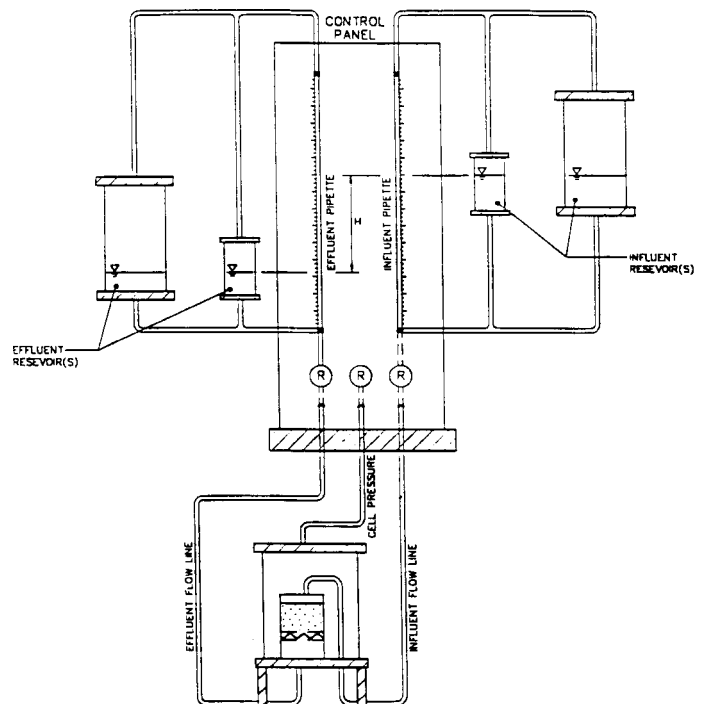 CONTROL
PANEL
EFFLUENT PIPETTE
H
INFLUENT PIPETTE
INFLUENT
RESEVOIR(S)
EFFLUENT
RESEVOIR(S)
R
R
R
CELL PRESSURE
EFFLUENT FLOW LINE
INFLUENT FLOW LINE